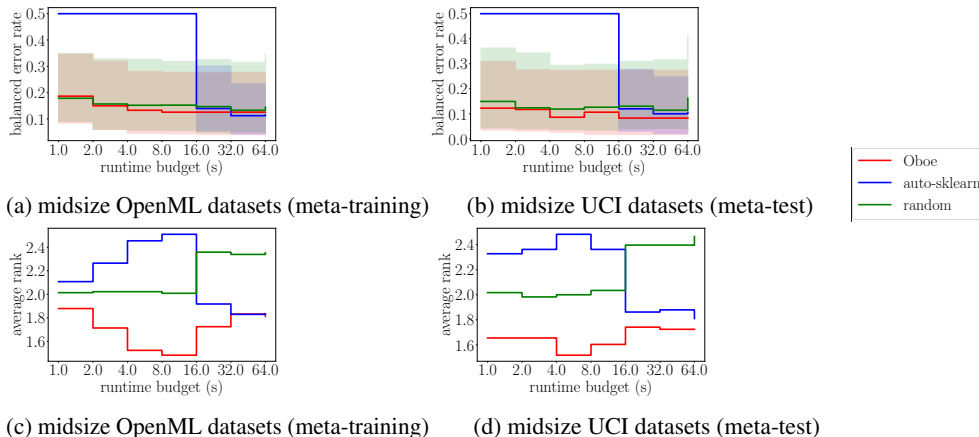 0.5
0.4
0.3
0.2
0.1
balanced error rate
1.0 2.0 4.0 8.0 16.0 32.0 64.0
runtime budget (s)
(a) midsize OpenML datasets (meta-training)
0.5
0.4
0.3
0.2
0.1
0.0
balanced error rate
1.0 2.0 4.0 8.0 16.0 32.0 64.0
runtime budget (s)
(b) midsize UCI datasets (meta-test)
Oboe
auto-sklearn
random
2.4
2.2
2.0
1.8
1.6
average rank
1.0 2.0 4.0 8.0 16.0 32.0 64.0
runtime budget (s)
(c) midsize OpenML datasets (meta-training)
2.4
2.2
2.0
1.8
1.6
average rank
1.0 2.0 4.0 8.0 16.0 32.0 64.0
runtime budget (s)
(d) midsize UCI datasets (meta-test)